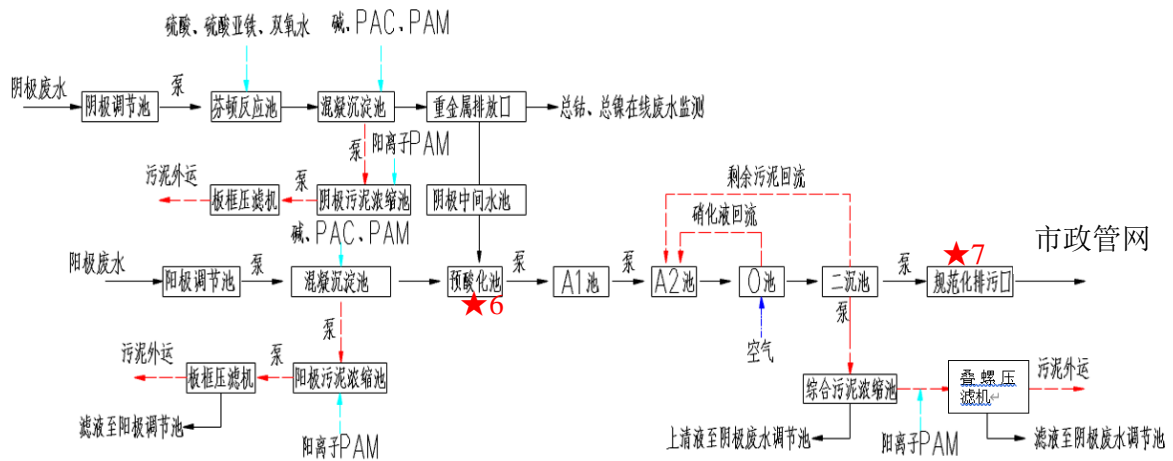 硫酸、硫酸亚铁、双氧水
碱、PAC、PAM
阴极废水
泵
阴极调节池
芬顿反应池
混凝沉淀池
重金属排放口
总钴、总镍在线废水监测
泵
阳离子PAM
污泥外运
泵
板框压滤机
阴极污泥浓缩池
阴极中间水池
剩余污泥回流
硝化液回流
碱、PAC、PAM
市政管网
阳极废水
泵
阳极调节池
混凝沉淀池
预酸化池
泵
A1池
泵
A2池
O池
二沉池
泵
规范化排污口
★7
★6
泵
空气
泵
污泥外运
泵
板框压滤机
阳极污泥浓缩池
综合污泥浓缩池
叠螺压
滤机
污泥外运
滤液至阳极调节池
阳离子PAM
上清液至阴极废水调节池
阳离子PAM
滤液至阴极废水调节池